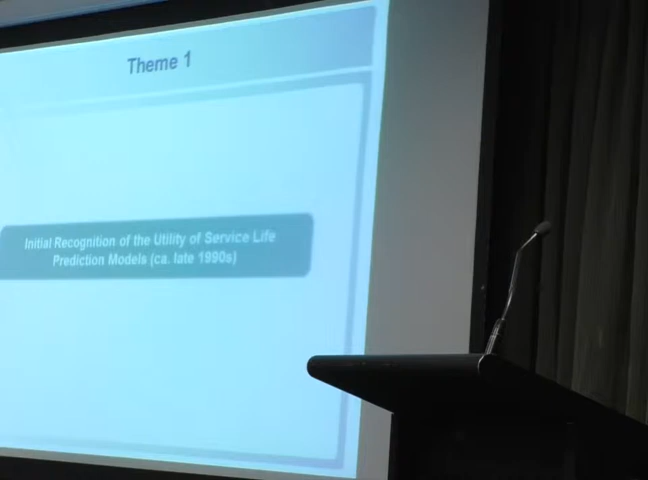 Theme 1
Initial Recognition of the Utility of Service Life
Prediction Models (ca. late 1990s)